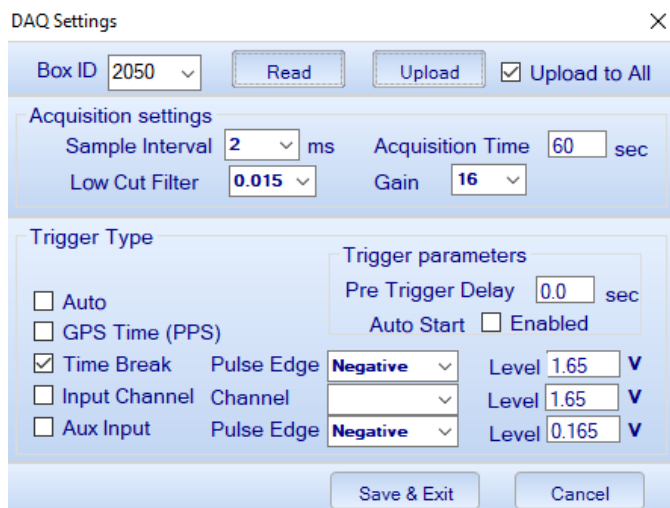 DAQ Settings
Box ID 2050 Read Upload Upload to All
Acquisition settings
Sample Interval 2 ms Acquisition Time 60 sec
Low Cut Filter 0.015 Gain 16
Trigger Type
Trigger parameters
Pre Trigger Delay 0.0 sec
Auto
Auto Start Enabled
GPS Time (PPS)
Time Break Pulse Edge Negative Level 1.65 V
Input Channel Channel Level 1.65 V
Aux Input Pulse Edge Negative Level 0.165 V
Save & Exit Cancel